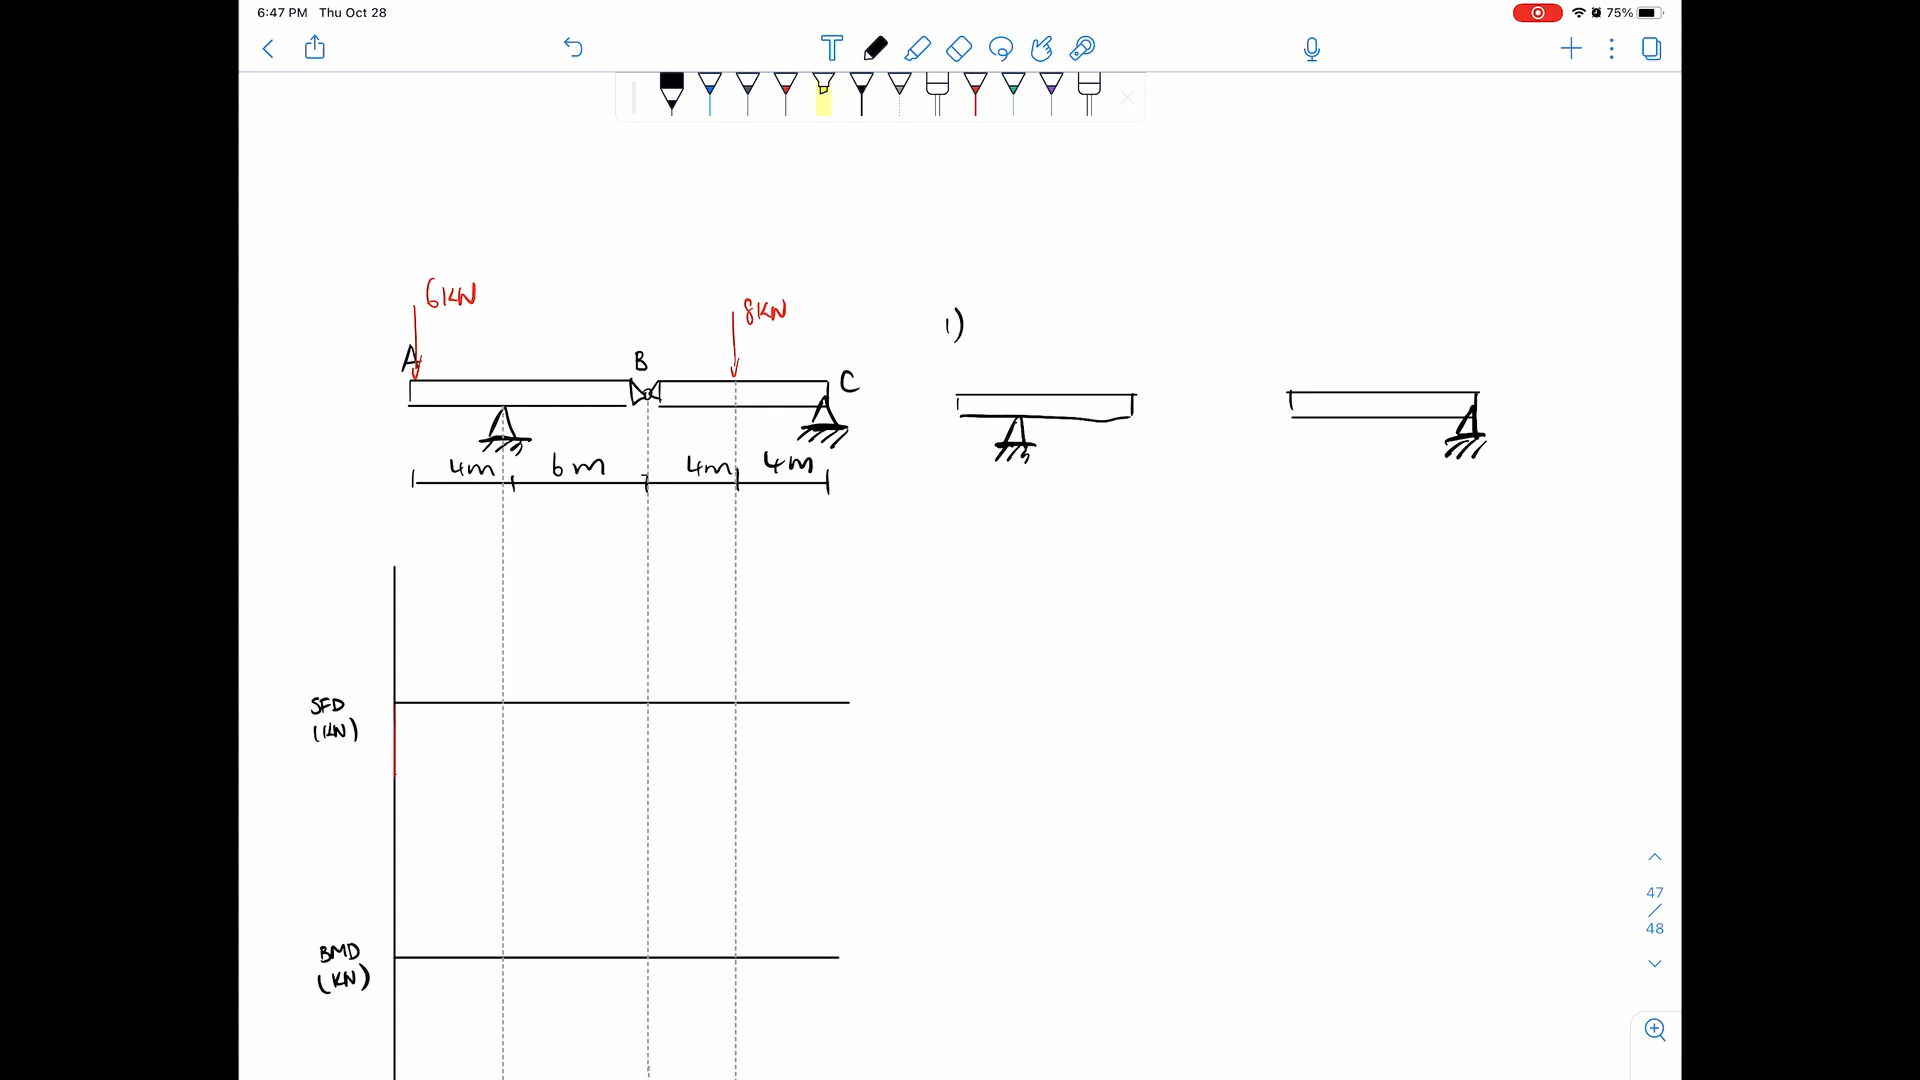 6:47 PM Thu Oct 28
75%
T
6KN
8KN
1)
A
B
C
4m 6m 4m 4m
SFD
(KN)
47
/
48
BMD
(KN)